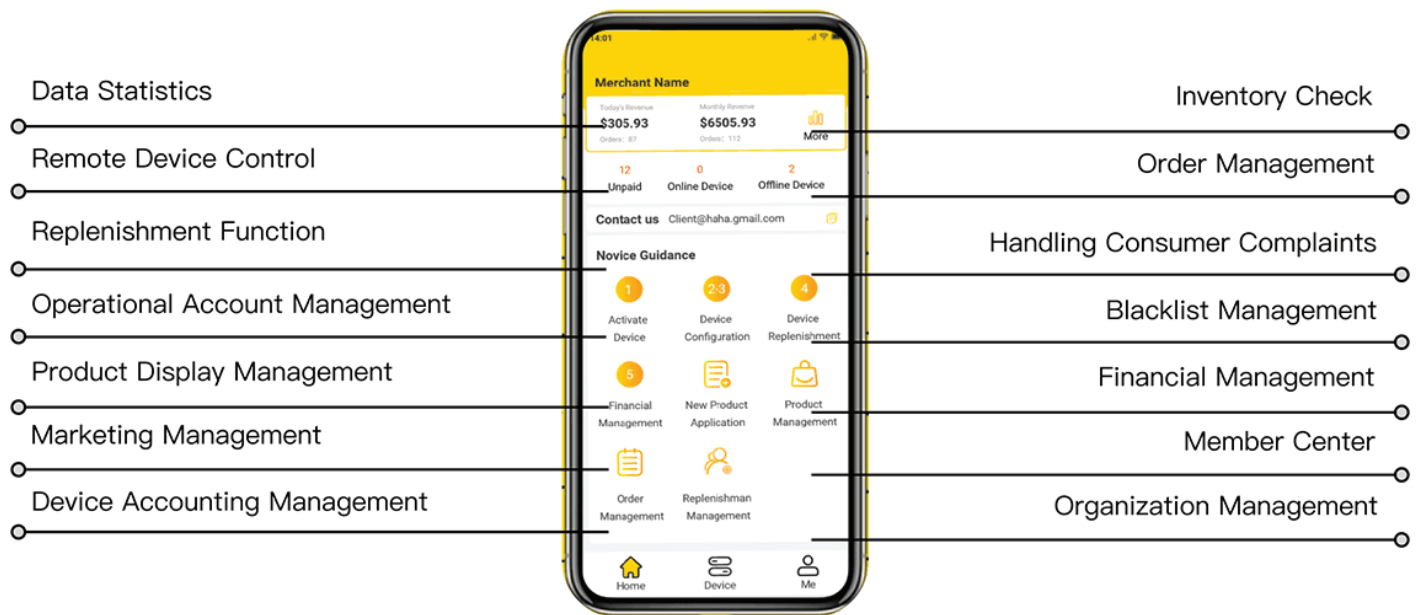 Data Statistics
Remote Device Control
Replenishment Function
Operational Account Management
Product Display Management
Marketing Management
Device Accounting Management
14:01
Merchant Name
Today's Revenue Monthly Revenue
$305.93 $6505.93
Orders: 87 Orders: 112 More
12 0 2
Unpaid Online Device Offline Device
Contact us Client@haha.gmail.com
Novice Guidance
1 2-3 4
Activate Device Device
Device Configuration Replenishment
5
Financial New Product Product
Management Application Management
Order Replenishman
Management Management
Home Device Me
Inventory Check
Order Management
Handling Consumer Complaints
Blacklist Management
Financial Management
Member Center
Organization Management